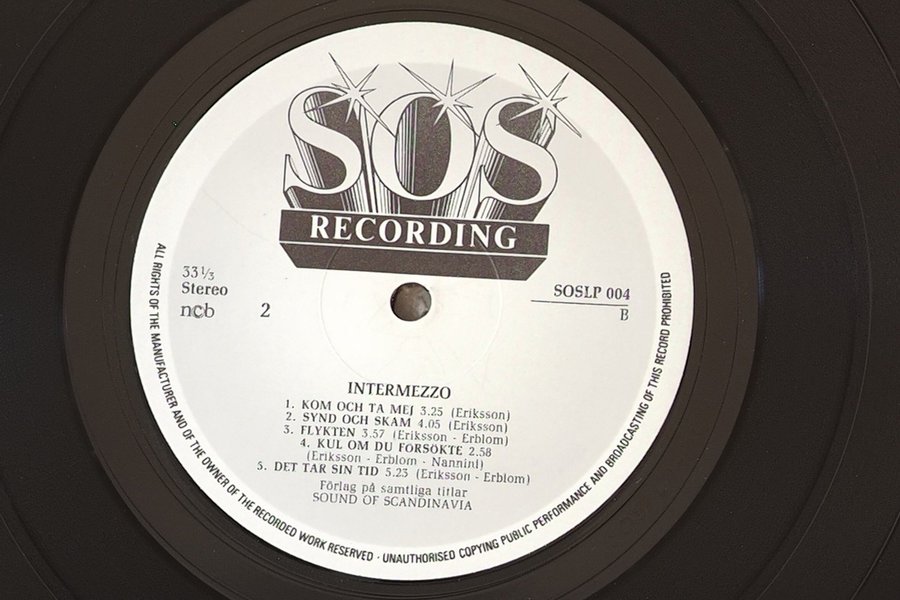 SOS
RECORDING
33 1/3
Stereo
ncb
2
SOSLP 004
B
INTERMEZZO
1. KOM OCH TA MEJ 3.25 (Eriksson)
2. SYND OCH SKAM 4.05 (Eriksson)
3. FLYKTEN 3.57 (Eriksson - Erblom)
4. KUL OM DU FÖRSÖKTE 2.58
(Eriksson - Erblom - Nannini)
5. DET TAR SIN TID 5.23 (Eriksson - Erblom)
Förlag på samtliga titlar
SOUND OF SCANDINAVIA
ALL RIGHTS OF THE MANUFACTURER AND OF THE OWNER OF THE RECORDED WORK RESERVED · UNAUTHORISED COPYING PUBLIC PERFORMANCE AND BROADCASTING OF THIS RECORD PROHIBITED